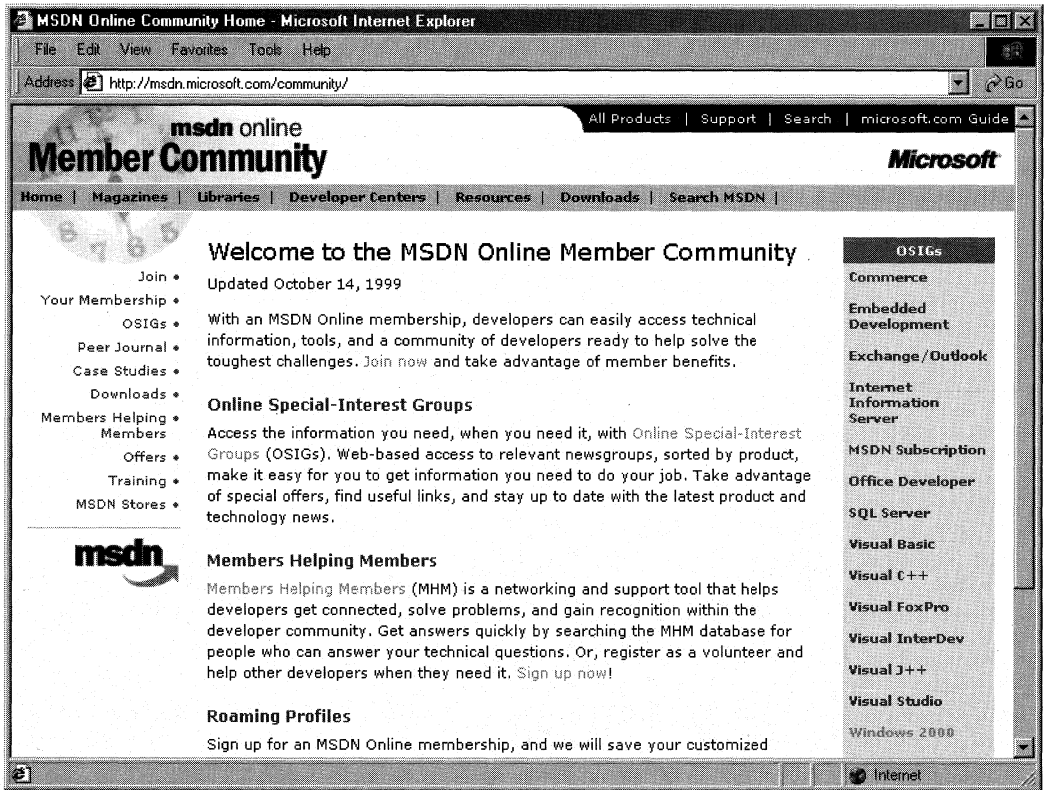 MSDN Online Community Home - Microsoft Internet Explorer
File Edit View Favorites Tools Help
Address http://msdn.microsoft.com/community/ Go
All Products | Support | Search | microsoft.com Guide
msdn online
Member Community
Microsoft
Home | Magazines | Libraries | Developer Centers | Resources | Downloads | Search MSDN |
11
12
8
7
6
5
Join •
Your Membership •
OSIGs •
Peer Journal •
Case Studies •
Downloads •
Members Helping •
Members
Offers •
Training •
MSDN Stores •
msdn
Welcome to the MSDN Online Member Community
Updated October 14, 1999
With an MSDN Online membership, developers can easily access technical
information, tools, and a community of developers ready to help solve the
toughest challenges. Join now and take advantage of member benefits.
Online Special-Interest Groups
Access the information you need, when you need it, with Online Special-Interest
Groups (OSIGs). Web-based access to relevant newsgroups, sorted by product,
make it easy for you to get information you need to do your job. Take advantage
of special offers, find useful links, and stay up to date with the latest product and
technology news.
Members Helping Members
Members Helping Members (MHM) is a networking and support tool that helps
developers get connected, solve problems, and gain recognition within the
developer community. Get answers quickly by searching the MHM database for
people who can answer your technical questions. Or, register as a volunteer and
help other developers when they need it. Sign up now!
Roaming Profiles
Sign up for an MSDN Online membership, and we will save your customized
OSIGs
Commerce
Embedded
Development
Exchange/Outlook
Internet
Information
Server
MSDN Subscription
Office Developer
SQL Server
Visual Basic
Visual C++
Visual FoxPro
Visual InterDev
Visual J++
Visual Studio
Windows 2000
Internet